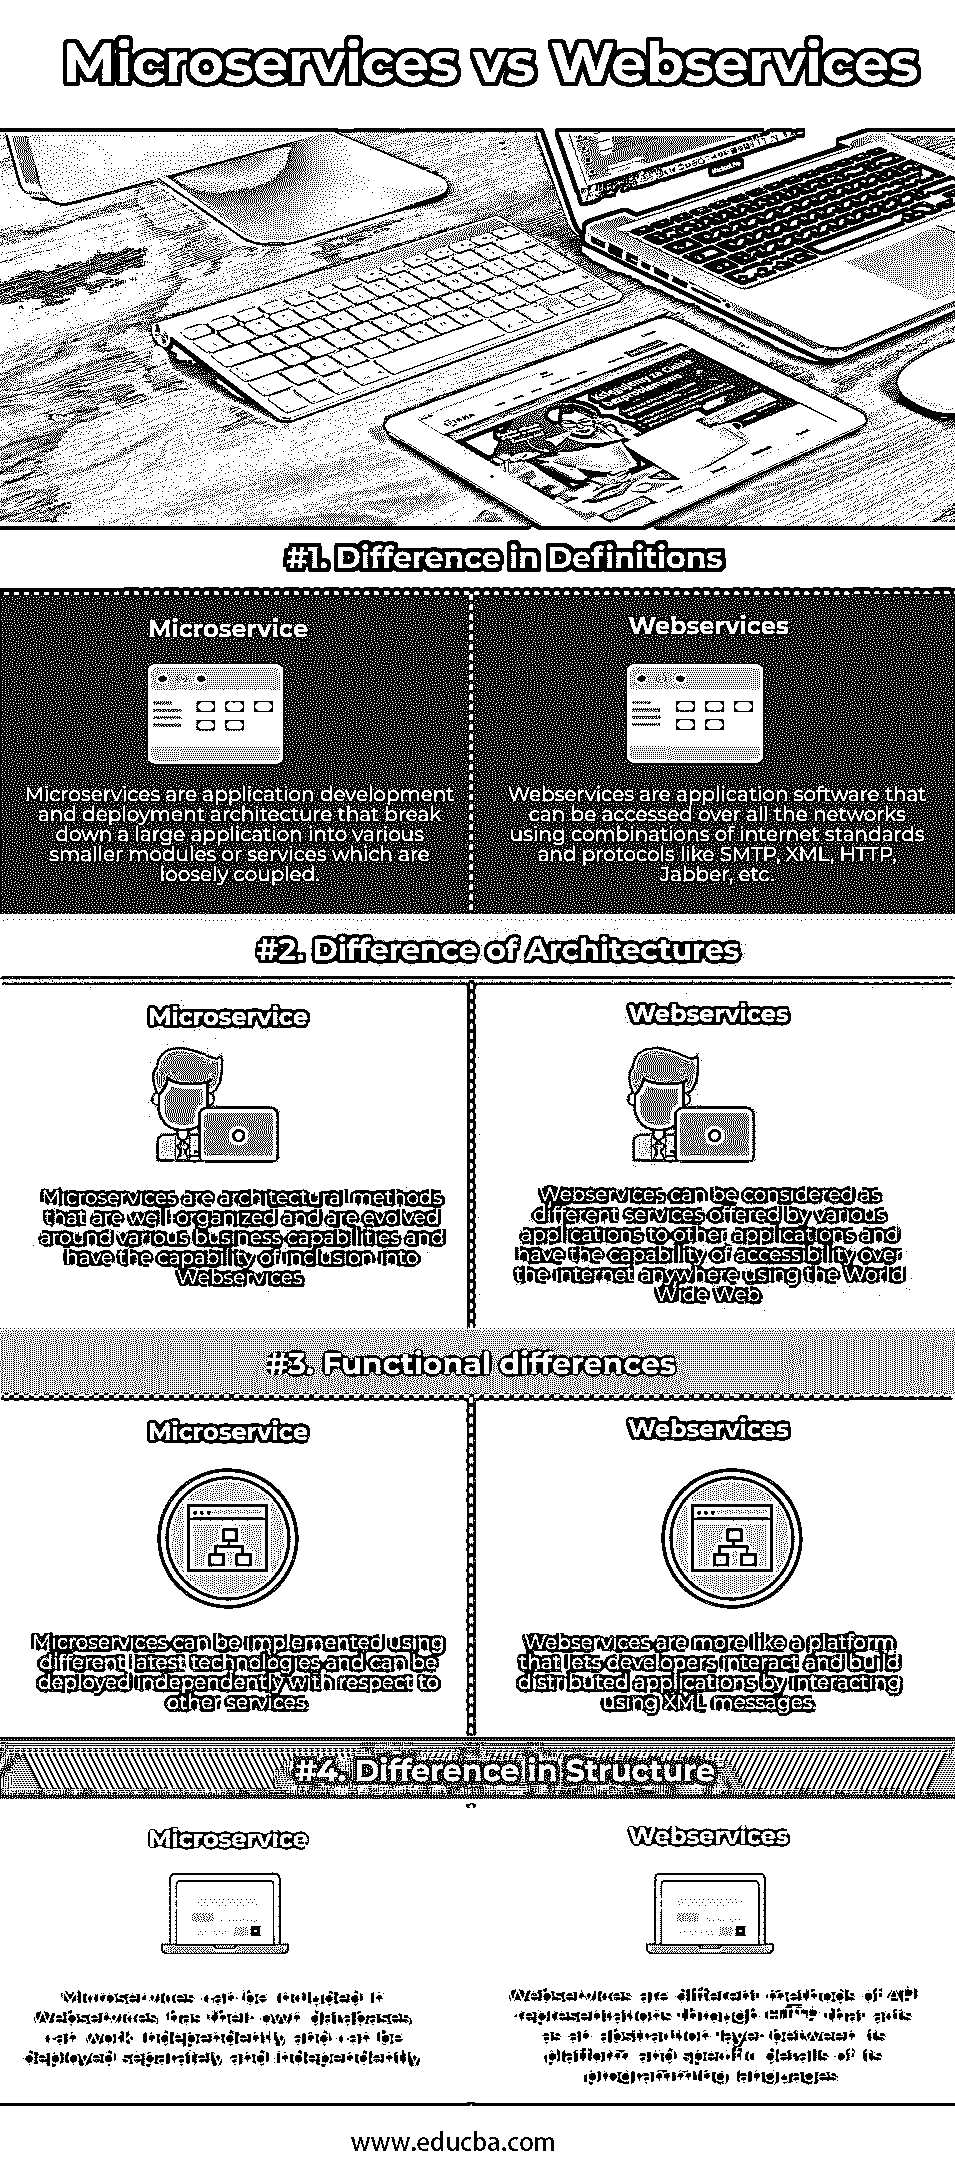 Microservices vs Webservices
#1. Difference in Definitions
Microservice
Microservices are application development
and deployment architecture that break
down a large application into various
smaller modules or services which are
loosely coupled.
Webservices
Webservices are application software that
can be accessed over all the networks
using combinations of internet standards
and protocols like SMTP, XML, HTTP,
Jabber, etc.
#2. Difference of Architectures
Microservice
Microservices are architectural methods
that are well organized and are evolved
around various business capabilities and
have the capability of inclusion into
Webservices
Webservices
Webservices can be considered as
different services offered by various
applications to other applications and
have the capability of accessibility over
the internet anywhere using the World
Wide Web
#3. Functional differences
Microservice
Microservices can be implemented using
different latest technologies and can be
deployed independently with respect to
other services.
Webservices
Webservices are more like a platform
that lets developers interact and build
distributed applications by interacting
using XML messages.
#4. Difference in Structure
Microservice
Microservices can be included in
Webservices, has their own databases,
can work independently and can be
deployed separately and independently
Webservices
Webservices are different methods of API
representations through HTTP that acts
as an abstraction layer between its
platform and specific details of its
programming languages
www.educba.com